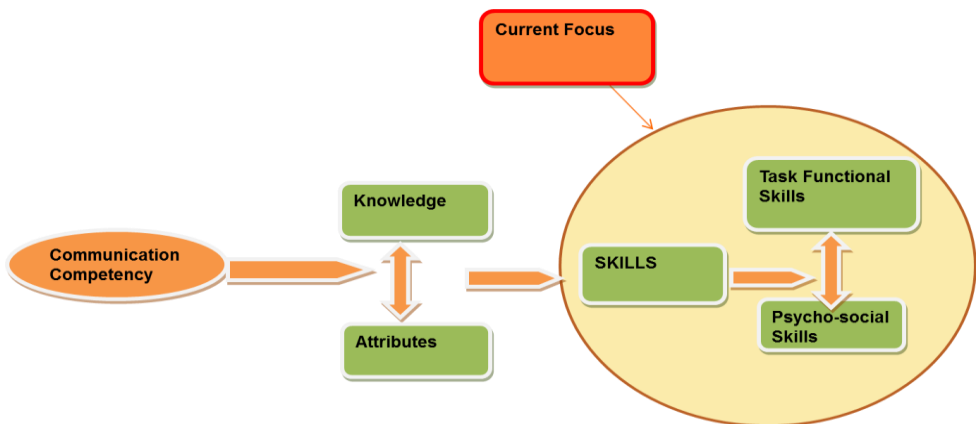 Current Focus
Task Functional
Skills
Knowledge
Communication
Competency
SKILLS
Attributes
Psycho-social
Skills